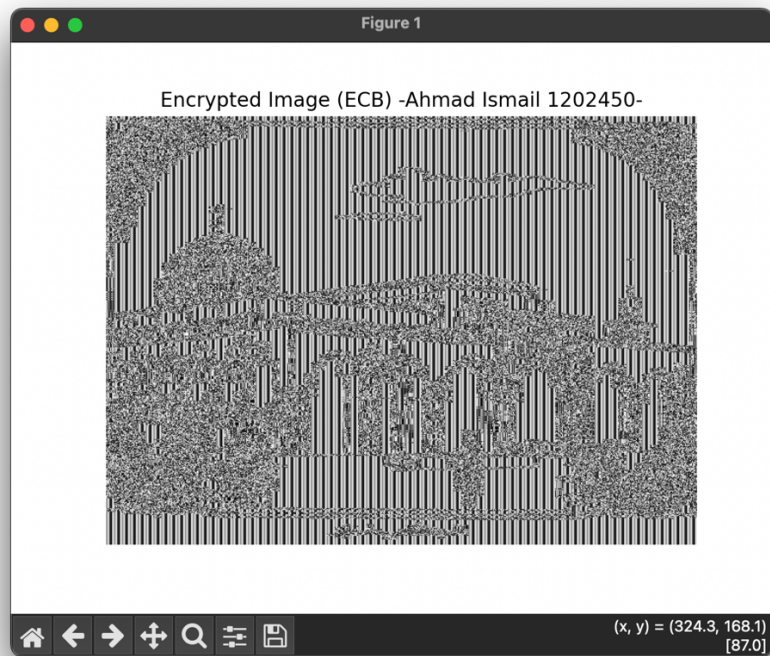 Figure 1
Encrypted Image (ECB) -Ahmad Ismail 1202450-
(x, y) = (324.3, 168.1)
[87.0]